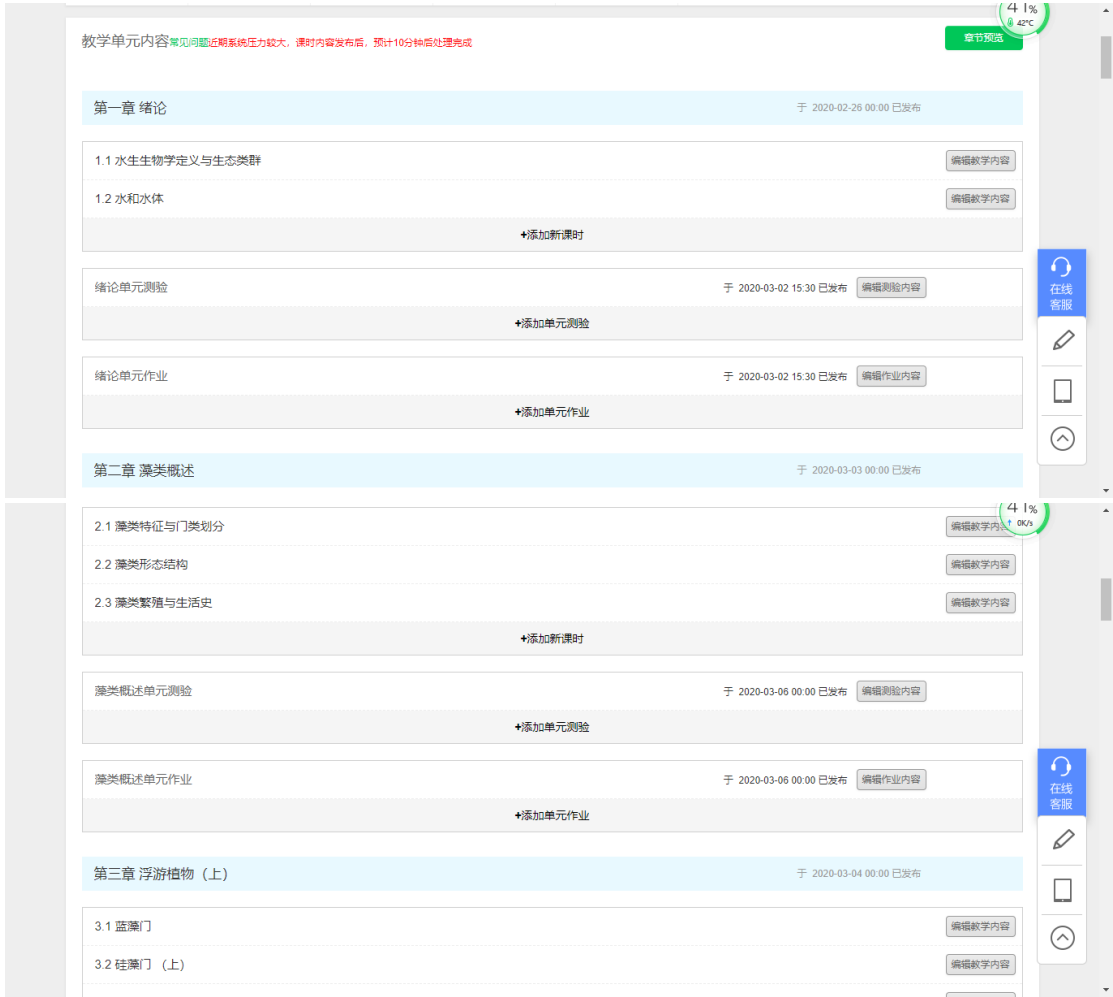 41%
42°C
教学单元内容常见问题近期系统压力较大，课时内容发布后，预计10分钟后处理完成
章节预览
第一章 绪论 于 2020-02-26 00:00 已发布
1.1 水生生物学定义与生态类群 编辑教学内容
1.2 水和水体 编辑教学内容
+添加新课时
绪论单元测验 于 2020-03-02 15:30 已发布 编辑测验内容
+添加单元测验
绪论单元作业 于 2020-03-02 15:30 已发布 编辑作业内容
+添加单元作业
第二章 藻类概述 于 2020-03-03 00:00 已发布
在线
客服
41%
0K/s
2.1 藻类特征与门类划分 编辑教学内
2.2 藻类形态结构 编辑教学内容
2.3 藻类繁殖与生活史 编辑教学内容
+添加新课时
藻类概述单元测验 于 2020-03-06 00:00 已发布 编辑测验内容
+添加单元测验
藻类概述单元作业 于 2020-03-06 00:00 已发布 编辑作业内容
+添加单元作业
第三章 浮游植物（上） 于 2020-03-04 00:00 已发布
3.1 蓝藻门 编辑教学内容
3.2 硅藻门 （上） 编辑教学内容
在线
客服